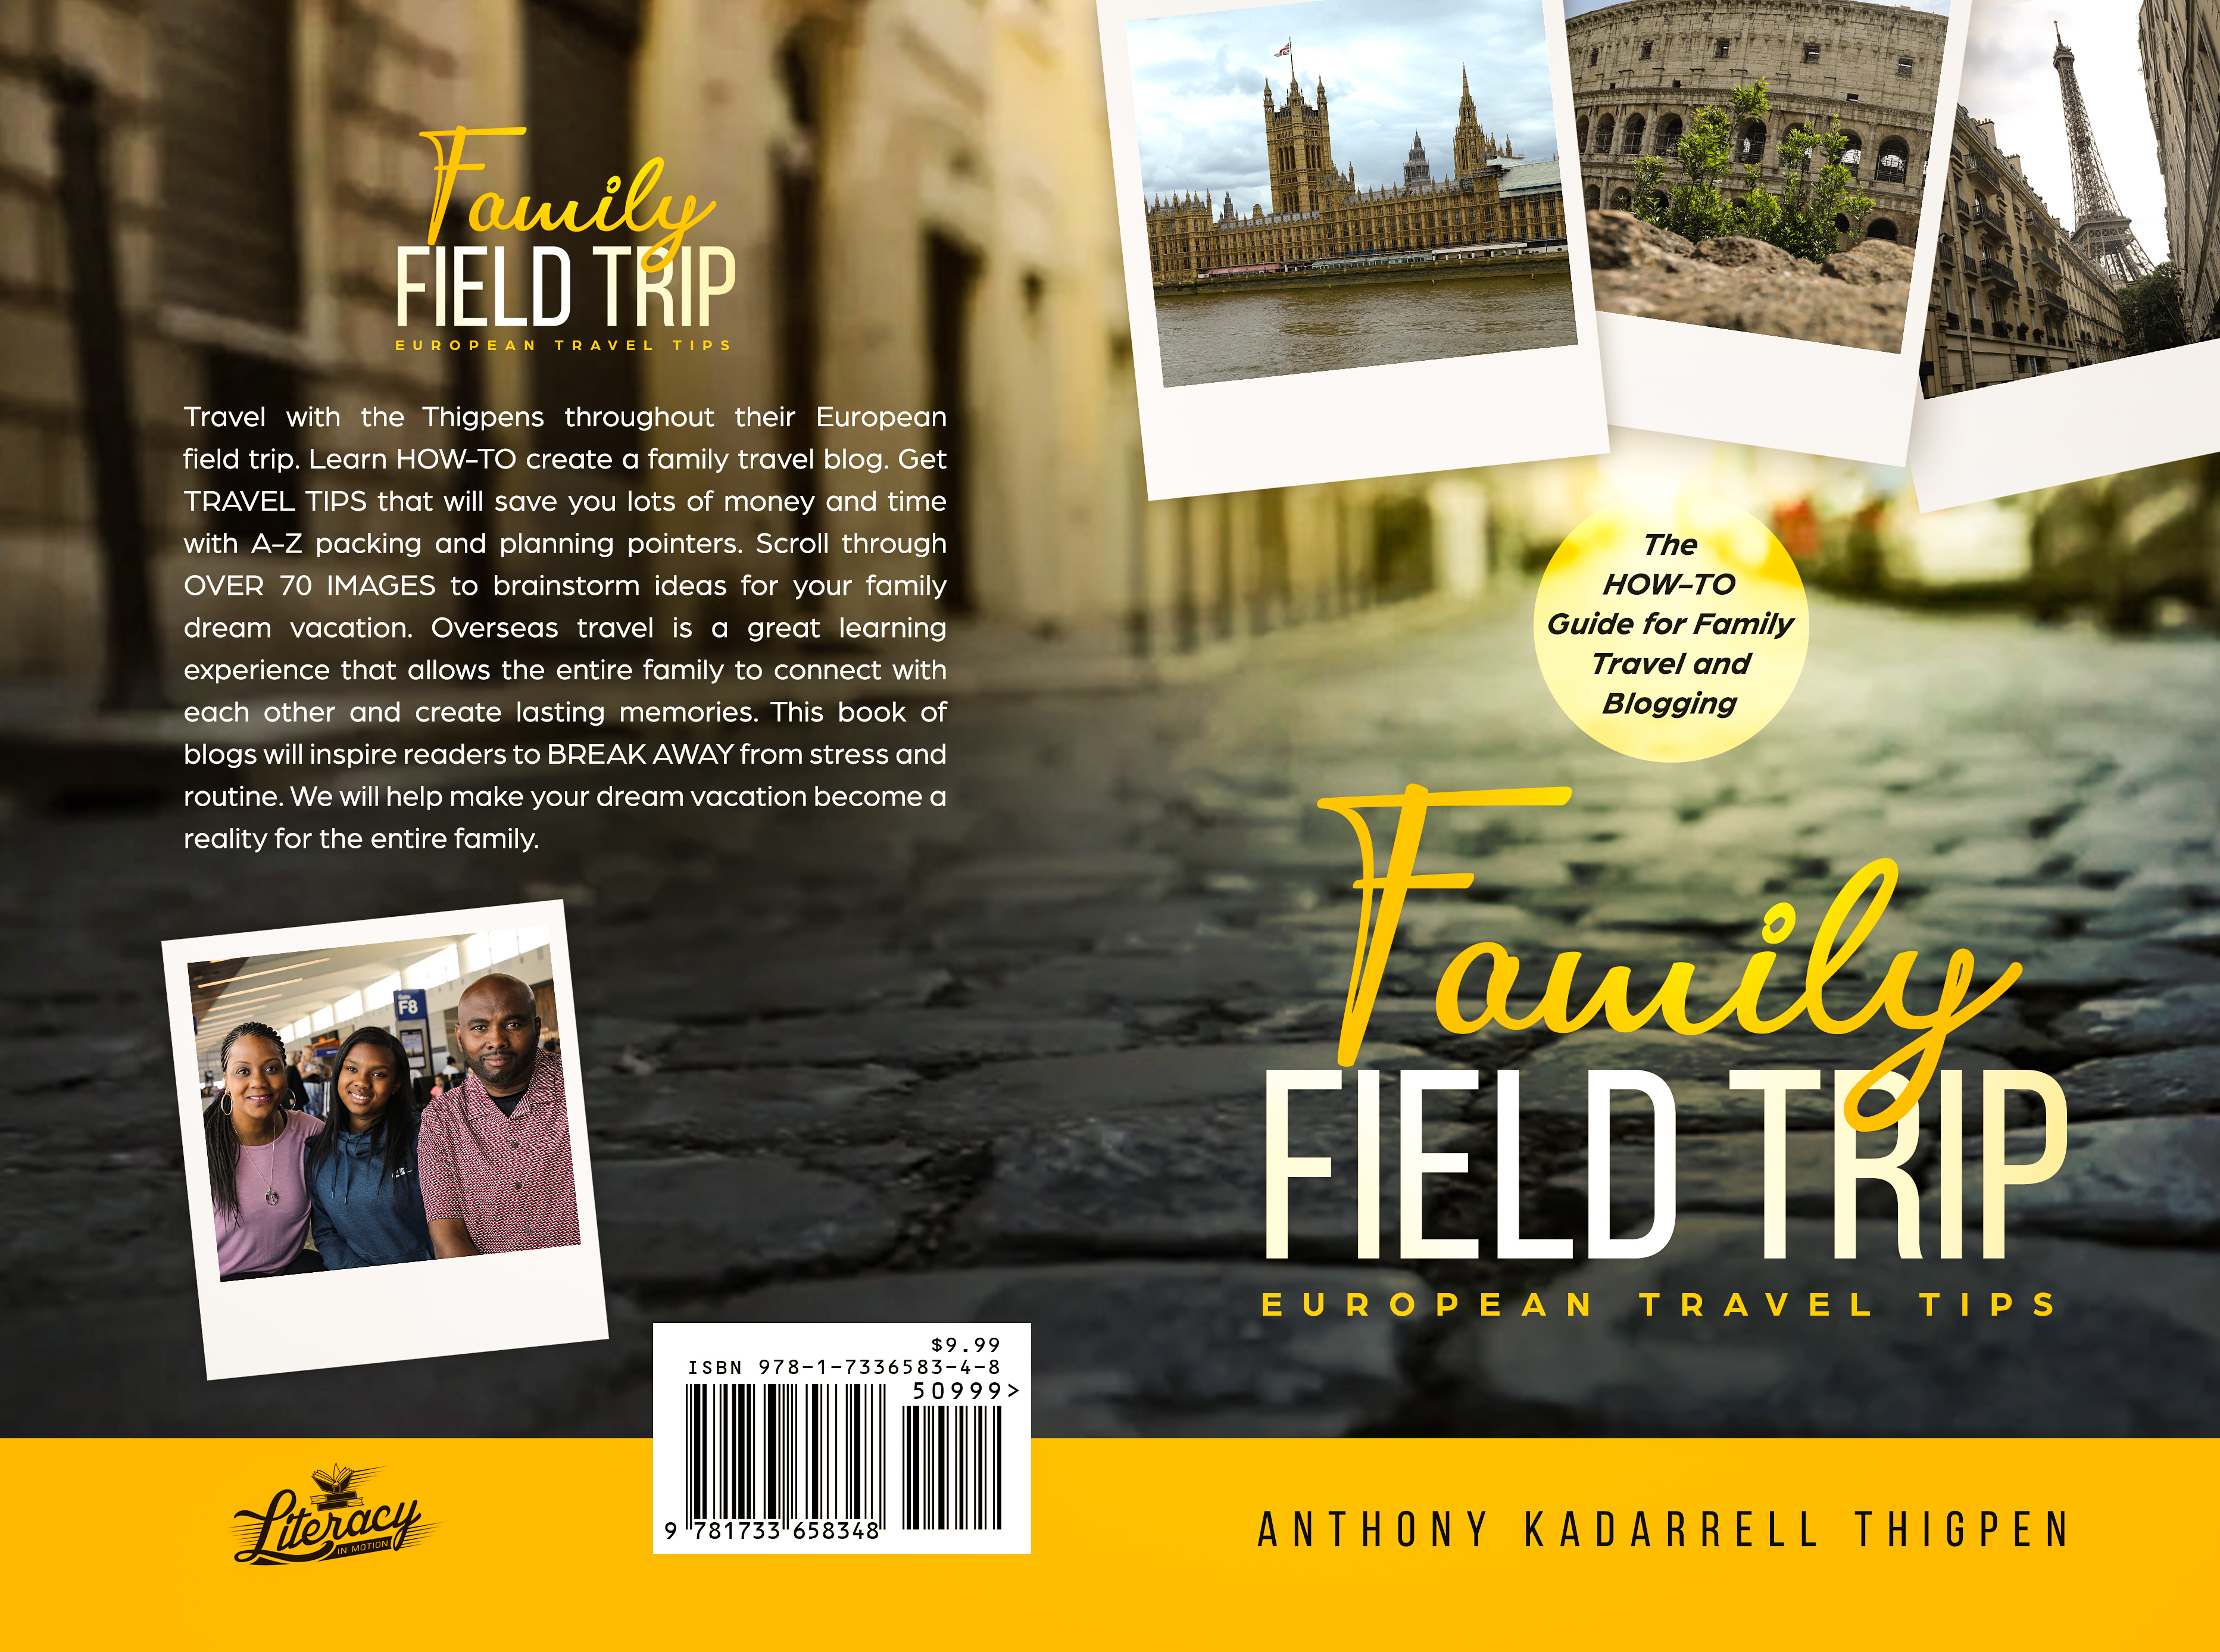 Family
FIELD TRIP
EUROPEAN TRAVEL TIPS
Travel with the Thigpens throughout their European
field trip. Learn HOW-TO create a family travel blog. Get
TRAVEL TIPS that will save you lots of money and time
with A-Z packing and planning pointers. Scroll through
OVER 70 IMAGES to brainstorm ideas for your family
dream vacation. Overseas travel is a great learning
experience that allows the entire family to connect with
each other and create lasting memories. This book of
blogs will inspire readers to BREAK AWAY from stress and
routine. We will help make your dream vacation become a
reality for the entire family.
F8
$9.99
ISBN 978-1-7336583-4-8
50999>
9 781733 658348
Literacy
IN MOTION
The
HOW-TO
Guide for Family
Travel and
Blogging
Family
FIELD TRIP
EUROPEAN TRAVEL TIPS
ANTHONY KADARRELL THIGPEN